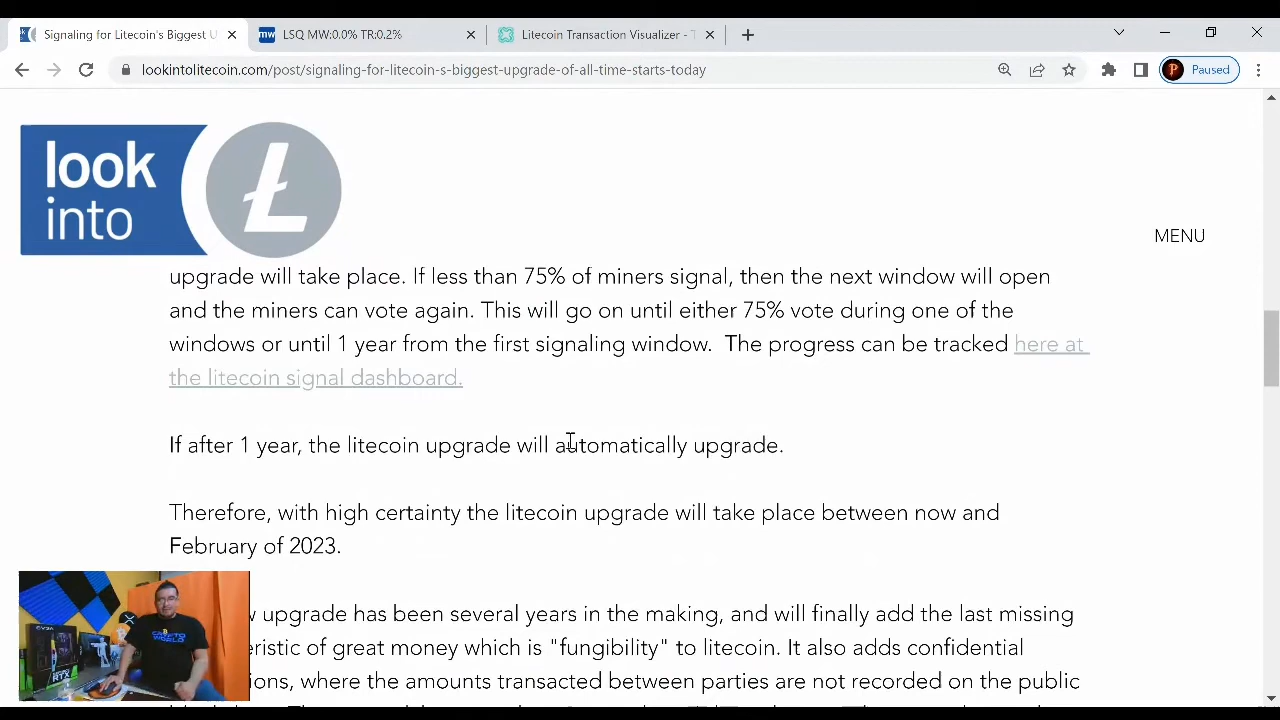 Signaling for Litecoin's Biggest U
LSQ MW:0.0% TR:0.2%
Litecoin Transaction Visualizer - T
lookintolitecoin.com/post/signaling-for-litecoin-s-biggest-upgrade-of-all-time-starts-today
Paused
look
into
MENU
upgrade will take place. If less than 75% of miners signal, then the next window will open
and the miners can vote again. This will go on until either 75% vote during one of the
windows or until 1 year from the first signaling window. The progress can be tracked here at
the litecoin signal dashboard.
If after 1 year, the litecoin upgrade will automatically upgrade.
Therefore, with high certainty the litecoin upgrade will take place between now and
February of 2023.
upgrade has been several years in the making, and will finally add the last missing
of great money which is "fungibility" to litecoin. It also adds confidential
where the amounts transacted between parties are not recorded on the public